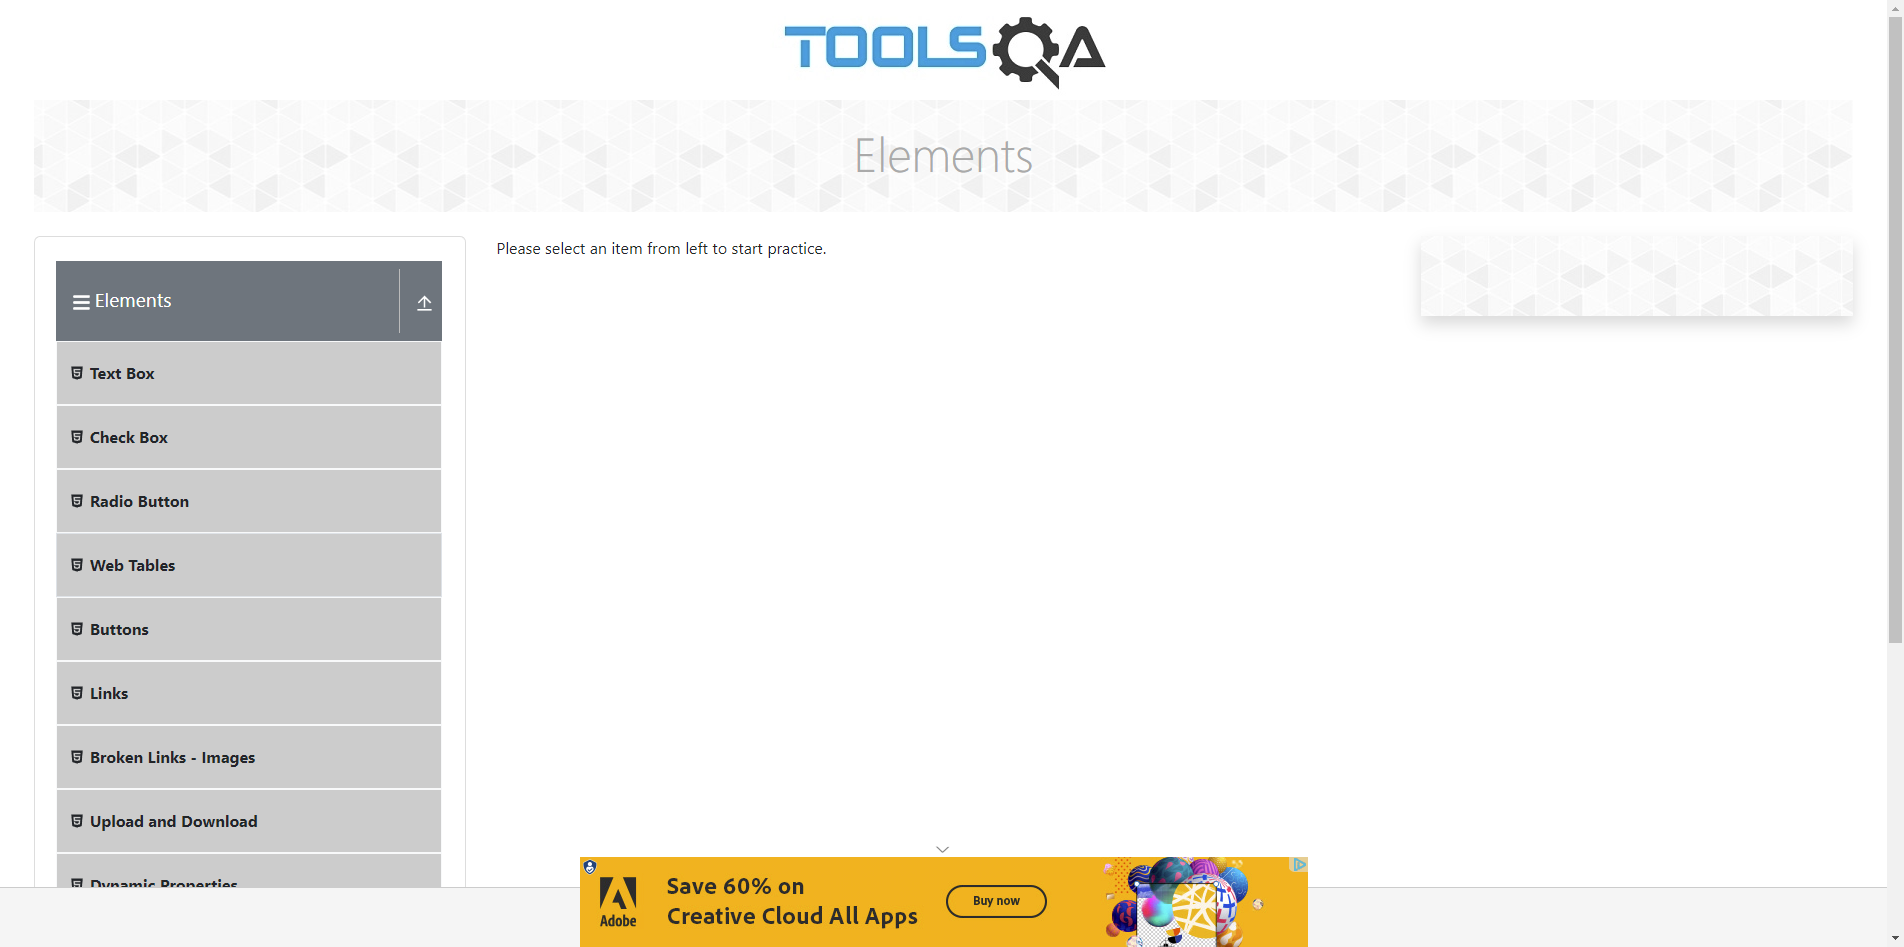 TOOLSQA
Elements
Please select an item from left to start practice.
Elements
Text Box
Check Box
Radio Button
Web Tables
Buttons
Links
Broken Links - Images
Upload and Download
Dynamic Properties
Adobe
Save 60% on
Creative Cloud All Apps
Buy now